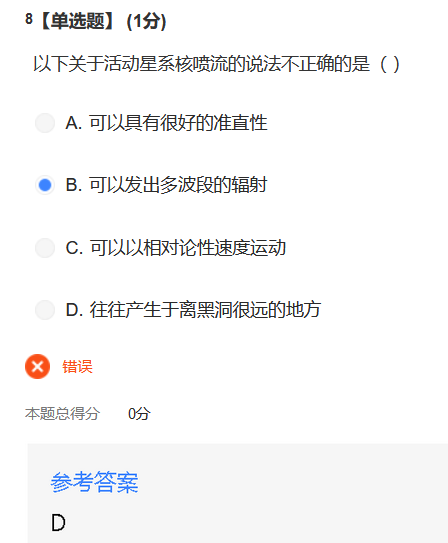 8【单选题】 (1分)
以下关于活动星系核喷流的说法不正确的是（ ）
A. 可以具有很好的准直性
B. 可以发出多波段的辐射
C. 可以以相对论性速度运动
D. 往往产生于离黑洞很远的地方
错误
本题总得分 0分
参考答案
D